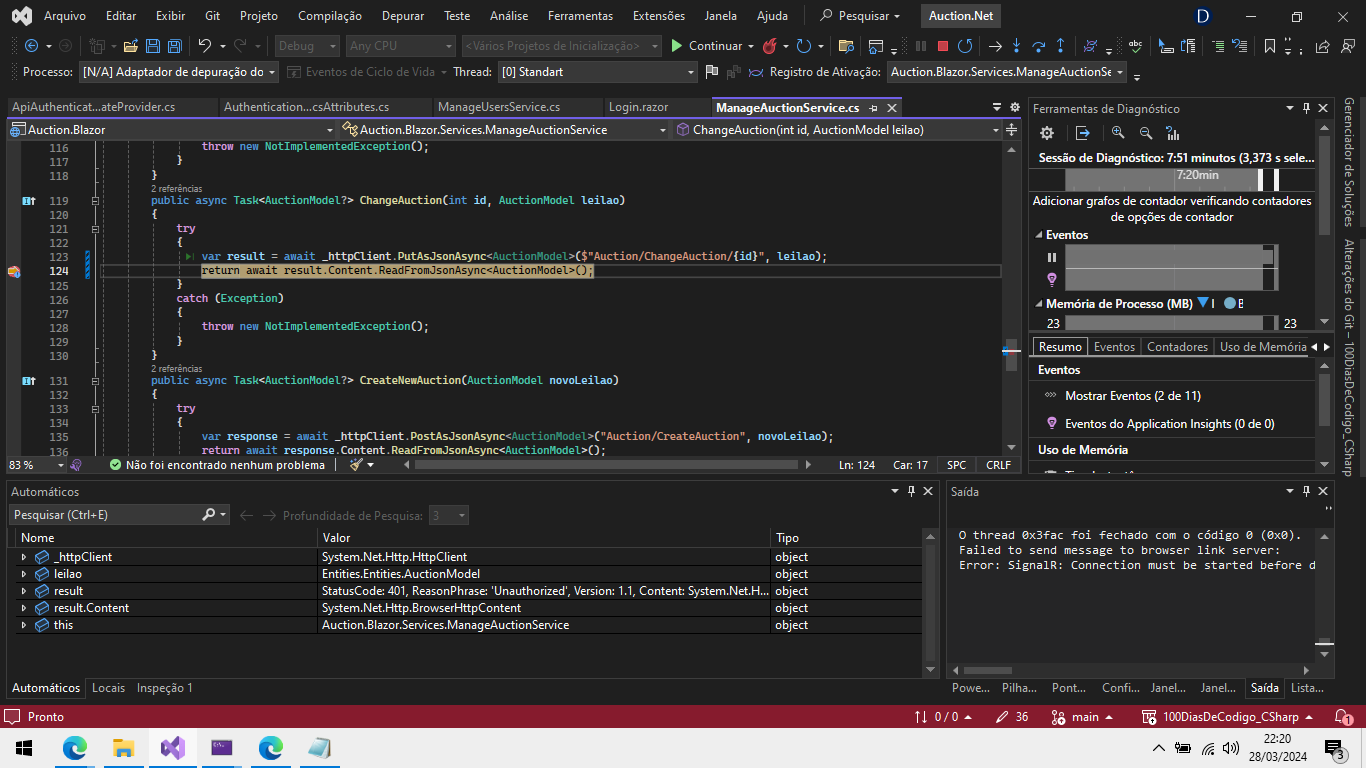 Arquivo Editar Exibir Git Projeto Compilação Depurar Teste Análise Ferramentas Extensões Janela Ajuda Pesquisar Auction.Net D
Debug Any CPU <Vários Projetos de Inicialização> Continuar
Processo: [N/A] Adaptador de depuração do Eventos de Ciclo de Vida Thread: [0] Standart Registro de Ativação: Auction.Blazor.Services.ManageAuctionSe
ApiAuthenticat...ateProvider.cs Authentication....csAttributes.cs ManageUsersService.cs Login.razor ManageAuctionService.cs
Auction.Blazor Auction.Blazor.Services.ManageAuctionService ChangeAuction(int id, AuctionModel leilao)
116 throw new NotImplementedException();
117 }
118 }
2 referências
119 public async Task<AuctionModel?> ChangeAuction(int id, AuctionModel leilao)
120 {
121 try
122 {
123 var result = await _httpClient.PutAsJsonAsync<AuctionModel>($"Auction/ChangeAuction/{id}", leilao);
124 return await result.Content.ReadFromJsonAsync<AuctionModel>();
125 }
126 catch (Exception)
127 {
128 throw new NotImplementedException();
129 }
130 }
2 referências
131 public async Task<AuctionModel?> CreateNewAuction(AuctionModel novoLeilao)
132 {
133 try
134 {
135 var response = await _httpClient.PostAsJsonAsync<AuctionModel>("Auction/CreateAuction", novoLeilao);
136 return await response.Content.ReadFromJsonAsync<AuctionModel>();
83 % Não foi encontrado nenhum problema Ln: 124 Car: 17 SPC CRLF
Ferramentas de Diagnóstico
Sessão de Diagnóstico: 7:51 minutos (3,373 s sele...
7:20min
Adicionar grafos de contador verificando contadores
de opções de contador
Eventos
Memória de Processo (MB) I B
23 23
Resumo Eventos Contadores Uso de Memória
Eventos
Mostrar Eventos (2 de 11)
Eventos do Application Insights (0 de 0)
Uso de Memória
Gerenciador de Soluções
Alterações do Git – 100DiasDeCodigo_CSharp
Automáticos
Pesquisar (Ctrl+E) Profundidade de Pesquisa: 3
Nome Valor Tipo
_httpClient System.Net.Http.HttpClient object
leilao Entities.Entities.AuctionModel object
result StatusCode: 401, ReasonPhrase: 'Unauthorized', Version: 1.1, Content: System.Net.H... object
result.Content System.Net.Http.BrowserHttpContent object
this Auction.Blazor.Services.ManageAuctionService object
Automáticos Locais Inspeção 1
Saída
O thread 0x3fac foi fechado com o código 0 (0x0).
Failed to send message to browser link server:
Error: SignalR: Connection must be started before d
Powe... Pilha... Pont... Confi... Janel... Janel... Saída Lista...
Pronto 0 / 0 36 main 100DiasDeCodigo_CSharp 1
22:20
28/03/2024
3